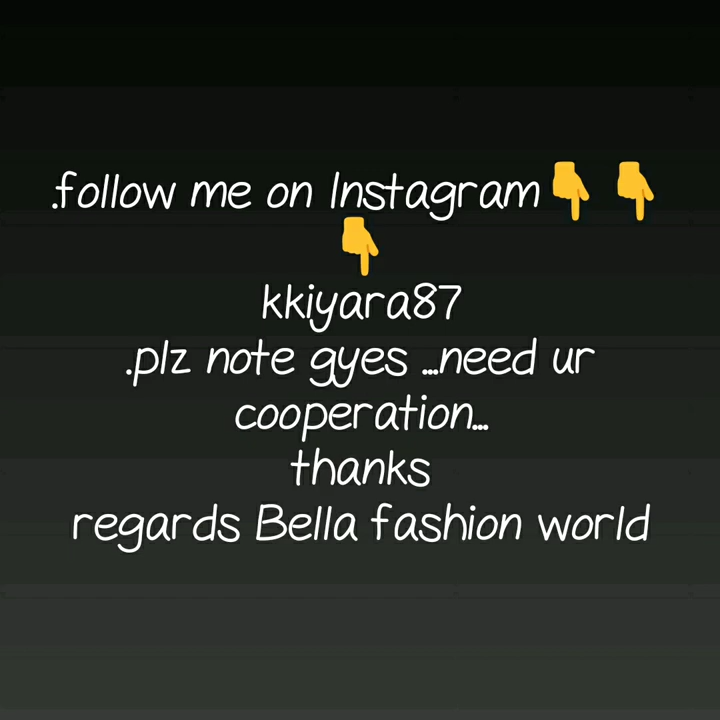 .follow me on Instagram👇 👇
👇
kkiyara87
.plz note gyes ...need ur
cooperation...
thanks
regards Bella fashion world